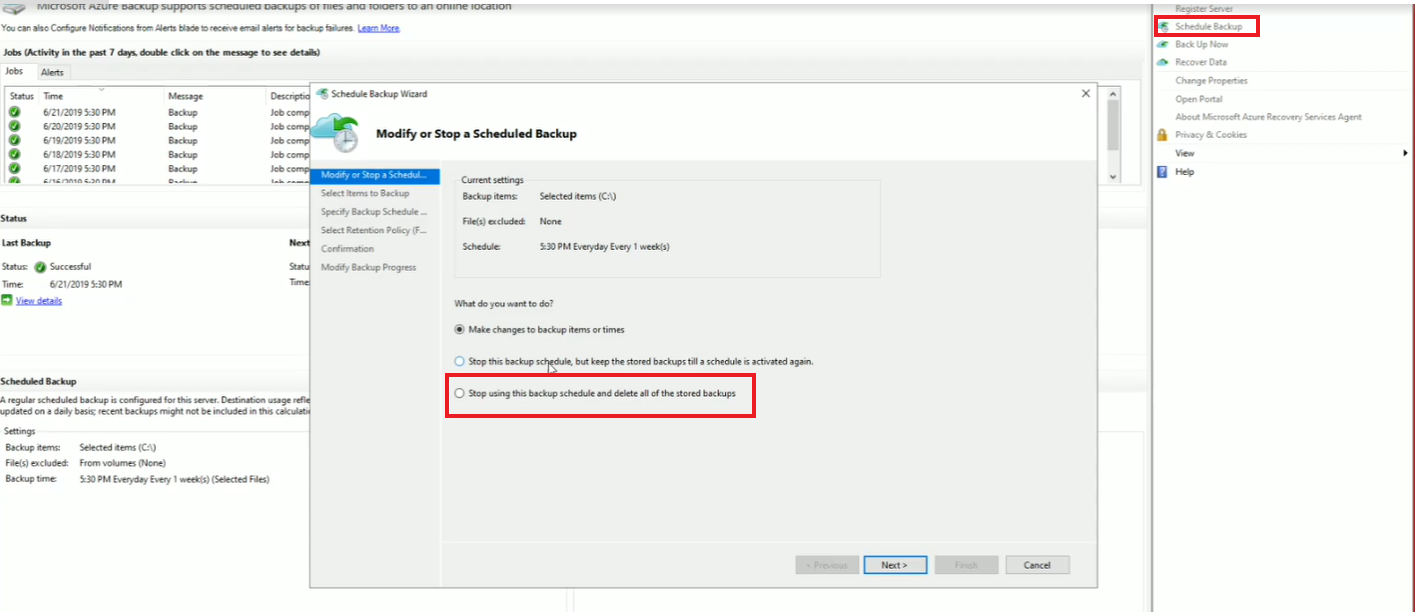 Microsoft Azure Backup supports scheduled backups of files and folders to an online location
You can also Configure Notifications from Alerts blade to receive email alerts for backup failures. Learn More.
Jobs (Activity in the past 7 days, double click on the message to see details)
Jobs Alerts
Status Time Message Descriptio
6/21/2019 5:30 PM Backup Job comp
6/20/2019 5:30 PM Backup Job comp
6/19/2019 5:30 PM Backup Job comp
6/18/2019 5:30 PM Backup Job comp
6/17/2019 5:30 PM Backup Job comp
6/16/2019 5:30 PM Backup Job comp
Status
Last Backup Next
Status: Successful Statu
Time: 6/21/2019 5:30 PM Time:
View details
Scheduled Backup
A regular scheduled backup is configured for this server. Destination usage refle
updated on a daily basis; recent backups might not be included in this calculati
Settings
Backup items: Selected items (C:\)
File(s) excluded: From volumes (None)
Backup time: 5:30 PM Everyday Every 1 week(s) (Selected Files)
Schedule Backup Wizard
Modify or Stop a Scheduled Backup
Modify or Stop a Schedul...
Select Items to Backup
Specify Backup Schedule ...
Select Retention Policy (F...
Confirmation
Modify Backup Progress
Current settings
Backup items: Selected items (C:\)
File(s) excluded: None
Schedule: 5:30 PM Everyday Every 1 week(s)
What do you want to do?
Make changes to backup items or times
Stop this backup schedule, but keep the stored backups till a schedule is activated again.
Stop using this backup schedule and delete all of the stored backups
< Previous Next > Finish Cancel
Register Server
Schedule Backup
Back Up Now
Recover Data
Change Properties
Open Portal
About Microsoft Azure Recovery Services Agent
Privacy & Cookies
View
Help